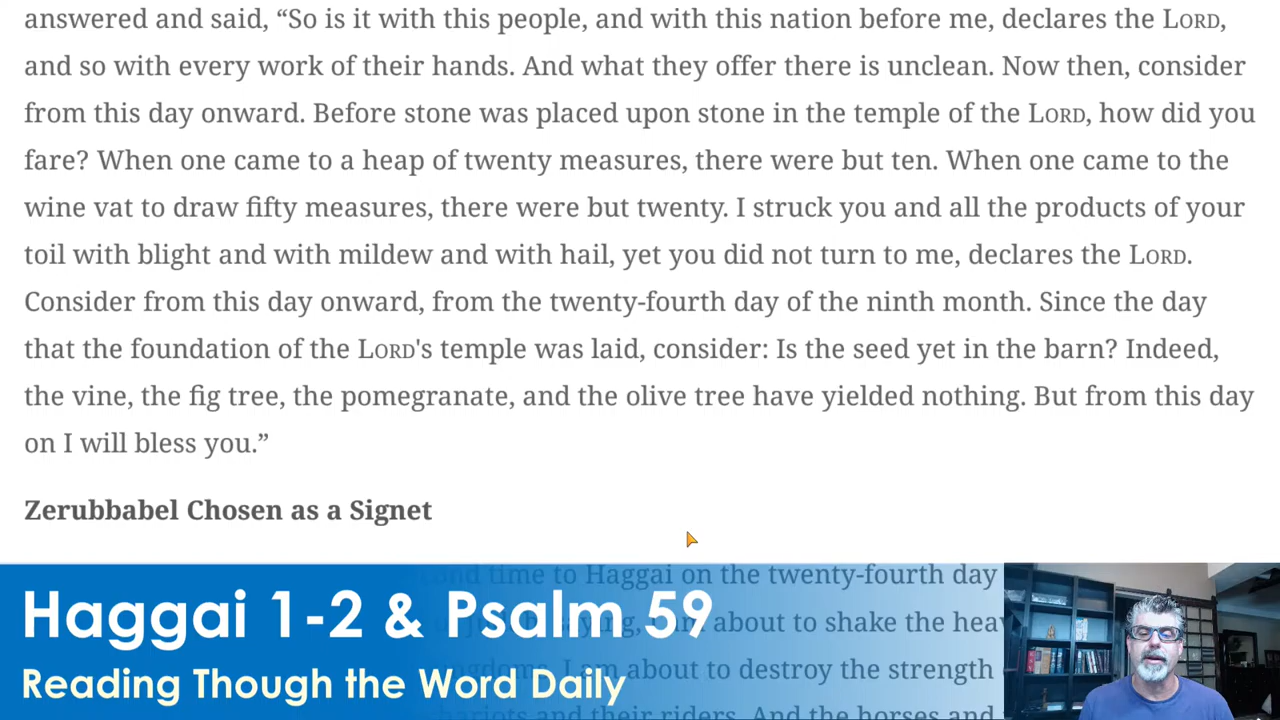 answered and said, “So is it with this people, and with this nation before me, declares the LORD,
and so with every work of their hands. And what they offer there is unclean. Now then, consider
from this day onward. Before stone was placed upon stone in the temple of the LORD, how did you
fare? When one came to a heap of twenty measures, there were but ten. When one came to the
wine vat to draw fifty measures, there were but twenty. I struck you and all the products of your
toil with blight and with mildew and with hail, yet you did not turn to me, declares the LORD.
Consider from this day onward, from the twenty-fourth day of the ninth month. Since the day
that the foundation of the LORD's temple was laid, consider: Is the seed yet in the barn? Indeed,
the vine, the fig tree, the pomegranate, and the olive tree have yielded nothing. But from this day
on I will bless you.”
Zerubbabel Chosen as a Signet
time to Haggai on the twenty-fourth day
about to shake the
I am about to destroy the strength
and their riders. And the horses and
Haggai 1-2 & Psalm 59
Reading Though the Word Daily